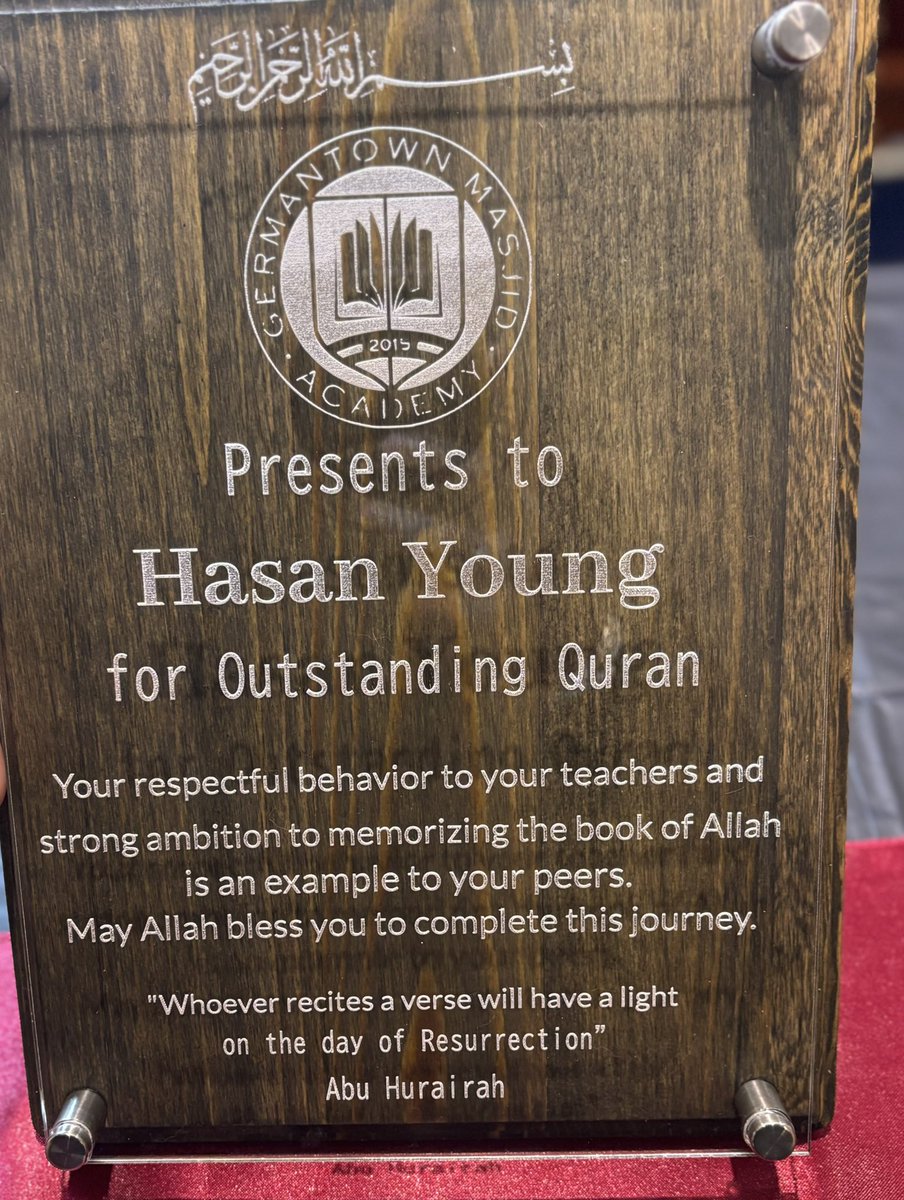 بسم الله الرحمن الرحيم
GERMANTOWN MASJID
2015
· ACADEMY ·
Presents to
Hasan Young
for Outstanding Quran
Your respectful behavior to your teachers and
strong ambition to memorizing the book of Allah
is an example to your peers.
May Allah bless you to complete this journey.
"Whoever recites a verse will have a light
on the day of Resurrection”
Abu Hurairah